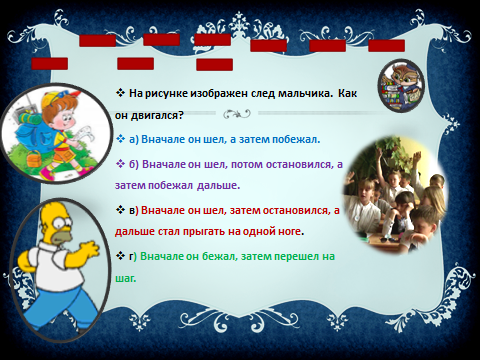 ❖ На рисунке изображен след мальчика. Как
он двигался?
❖ а) Вначале он шел, а затем побежал.
❖ б) Вначале он шел, потом остановился, а
затем побежал дальше.
❖ в) Вначале он шел, затем остановился, а
дальше стал прыгать на одной ноге.
❖ г) Вначале он бежал, затем перешел на
шаг.